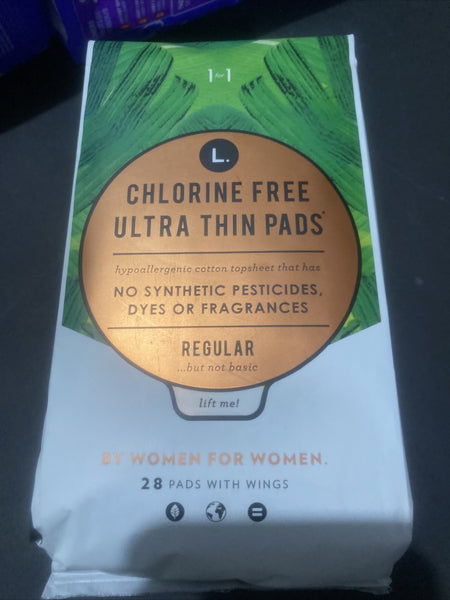 1 for 1
L.
CHLORINE FREE
ULTRA THIN PADS*
hypoallergenic cotton topsheet that has
NO SYNTHETIC PESTICIDES,
DYES OR FRAGRANCES
REGULAR
...but not basic
lift me!
BY WOMEN FOR WOMEN.
28 PADS WITH WINGS